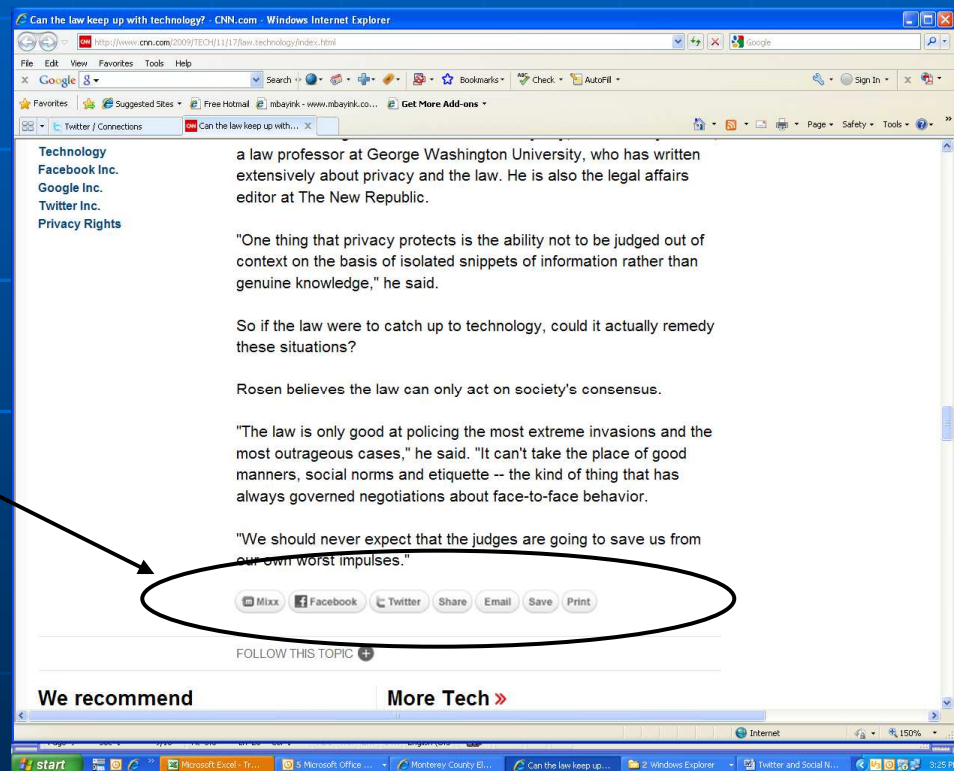 Can the law keep up with technology? - CNN.com - Windows Internet Explorer
http://www.cnn.com/2009/TECH/11/17/law.technology/index.html
Google
File Edit View Favorites Tools Help
x Google Search Bookmarks Check AutoFill Sign In x
Favorites Suggested Sites Free Hotmail mbayink - www.mbayink.co... Get More Add-ons
Twitter / Connections Can the law keep up with... X Page Safety Tools
Technology
Facebook Inc.
Google Inc.
Twitter Inc.
Privacy Rights
a law professor at George Washington University, who has written
extensively about privacy and the law. He is also the legal affairs
editor at The New Republic.
"One thing that privacy protects is the ability not to be judged out of
context on the basis of isolated snippets of information rather than
genuine knowledge," he said.
So if the law were to catch up to technology, could it actually remedy
these situations?
Rosen believes the law can only act on society's consensus.
"The law is only good at policing the most extreme invasions and the
most outrageous cases," he said. "It can't take the place of good
manners, social norms and etiquette -- the kind of thing that has
always governed negotiations about face-to-face behavior.
"We should never expect that the judges are going to save us from
our own worst impulses."
Mixx Facebook Twitter Share Email Save Print
FOLLOW THIS TOPIC
We recommend More Tech »
Internet 150%
start Microsoft Excel - Tr... 5 Microsoft Office ... Monterey County El... Can the law keep up... 2 Windows Explorer Twitter and Social N... 3:25 P